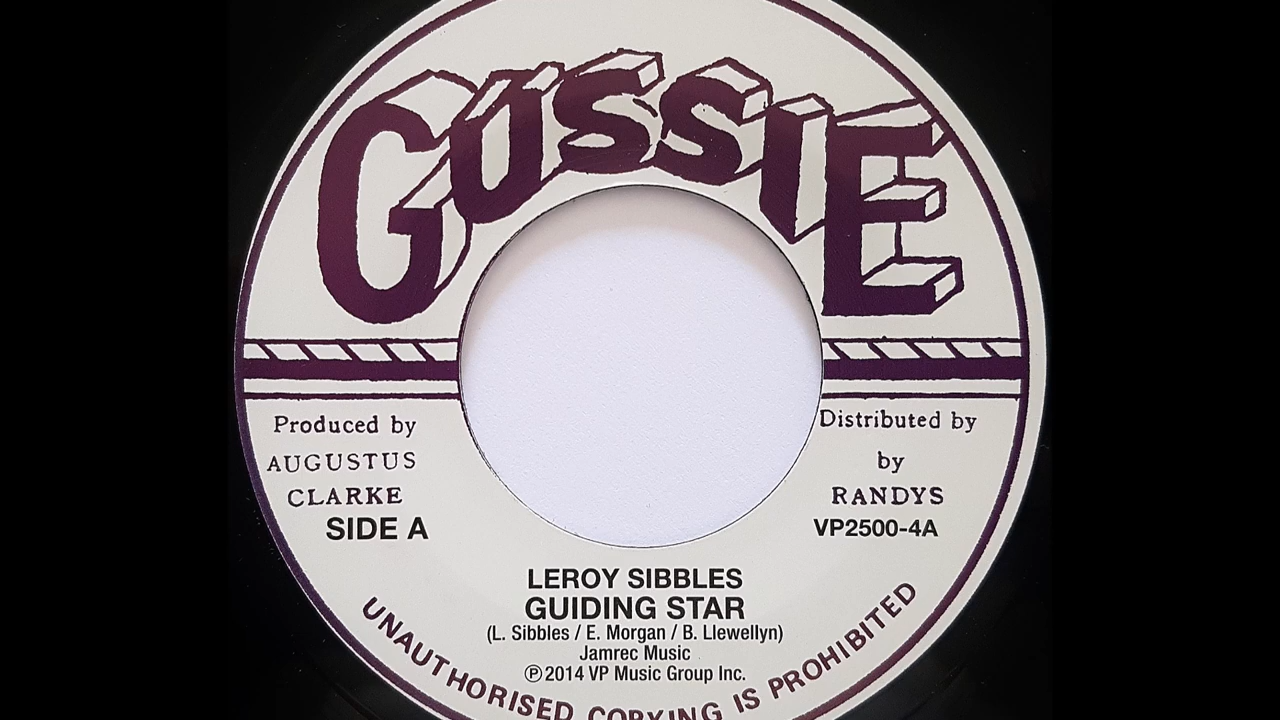 GUSSIE
Produced by
AUGUSTUS
CLARKE
SIDE A
Distributed by
by
RANDYS
VP2500-4A
LEROY SIBBLES
GUIDING STAR
(L. Sibbles / E. Morgan / B. Llewellyn)
Jamrec Music
℗2014 VP Music Group Inc.
UNAUTHORISED COPYING IS PROHIBITED